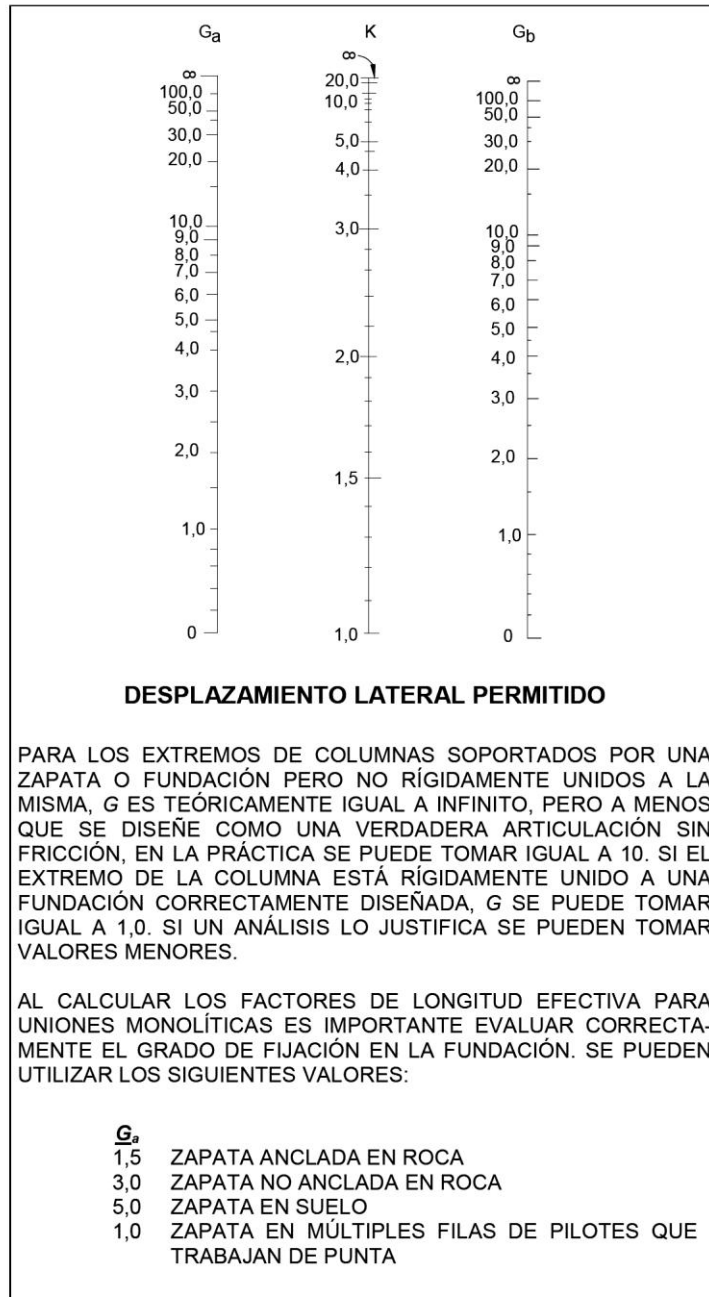 Ga K Gb
∞ ∞ ∞
100,0 20,0 100,0
50,0 10,0 50,0
30,0 5,0 30,0
20,0 4,0 20,0
10,0 3,0 10,0
9,0 9,0
8,0 8,0
7,0 7,0
6,0 6,0
5,0 5,0
4,0 2,0 4,0
3,0 3,0
2,0 1,5 2,0
1,0 1,0
0 1,0 0
DESPLAZAMIENTO LATERAL PERMITIDO
PARA LOS EXTREMOS DE COLUMNAS SOPORTADOS POR UNA
ZAPATA O FUNDACIÓN PERO NO RÍGIDAMENTE UNIDOS A LA
MISMA, G ES TEÓRICAMENTE IGUAL A INFINITO, PERO A MENOS
QUE SE DISEÑE COMO UNA VERDADERA ARTICULACIÓN SIN
FRICCIÓN, EN LA PRÁCTICA SE PUEDE TOMAR IGUAL A 10. SI EL
EXTREMO DE LA COLUMNA ESTÁ RÍGIDAMENTE UNIDO A UNA
FUNDACIÓN CORRECTAMENTE DISEÑADA, G SE PUEDE TOMAR
IGUAL A 1,0. SI UN ANÁLISIS LO JUSTIFICA SE PUEDEN TOMAR
VALORES MENORES.
AL CALCULAR LOS FACTORES DE LONGITUD EFECTIVA PARA
UNIONES MONOLÍTICAS ES IMPORTANTE EVALUAR CORRECTA-
MENTE EL GRADO DE FIJACIÓN EN LA FUNDACIÓN. SE PUEDEN
UTILIZAR LOS SIGUIENTES VALORES:
Ga
1,5 ZAPATA ANCLADA EN ROCA
3,0 ZAPATA NO ANCLADA EN ROCA
5,0 ZAPATA EN SUELO
1,0 ZAPATA EN MÚLTIPLES FILAS DE PILOTES QUE
TRABAJAN DE PUNTA